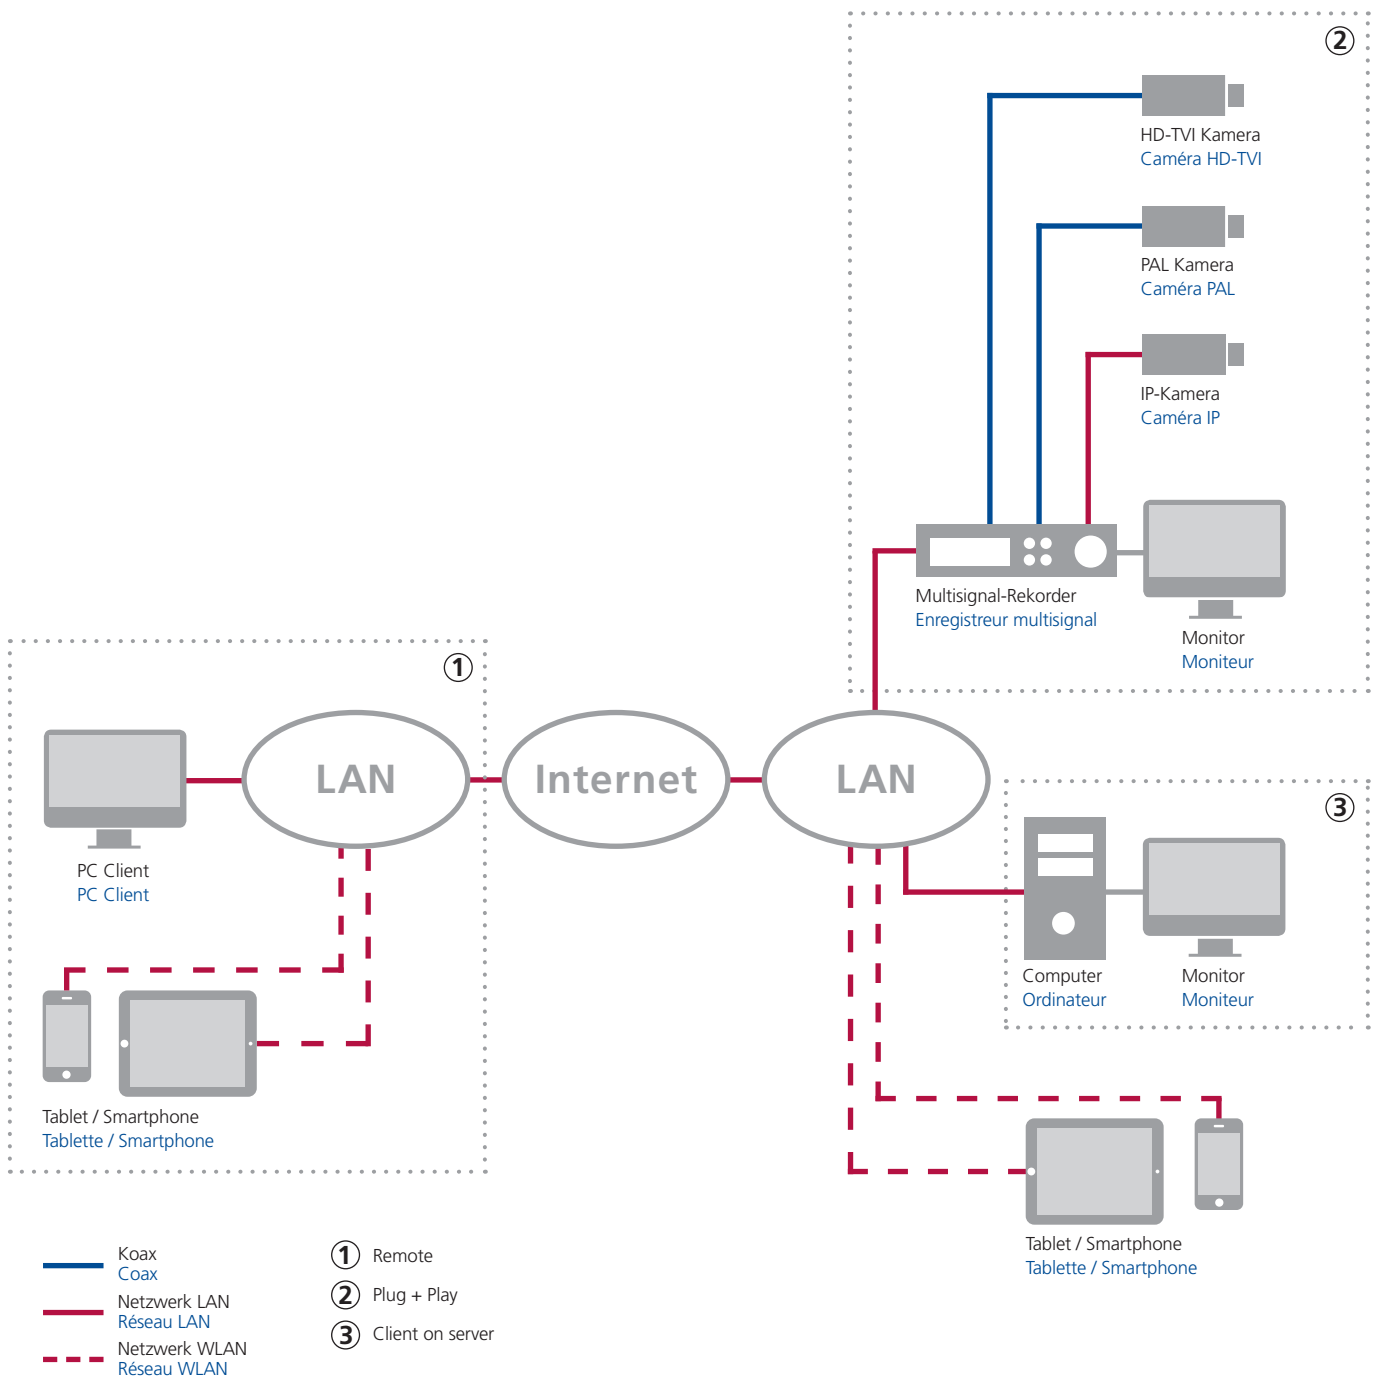 2
HD-TVI Kamera
Caméra HD-TVI
PAL Kamera
Caméra PAL
IP-Kamera
Caméra IP
Multisignal-Rekorder
Enregistreur multisignal
Monitor
Moniteur
1
LAN
Internet
LAN
PC Client
PC Client
Tablet / Smartphone
Tablette / Smartphone
3
Computer
Ordinateur
Monitor
Moniteur
Tablet / Smartphone
Tablette / Smartphone
Koax
Coax
Netzwerk LAN
Réseau LAN
Netzwerk WLAN
Réseau WLAN
1 Remote
2 Plug + Play
3 Client on server